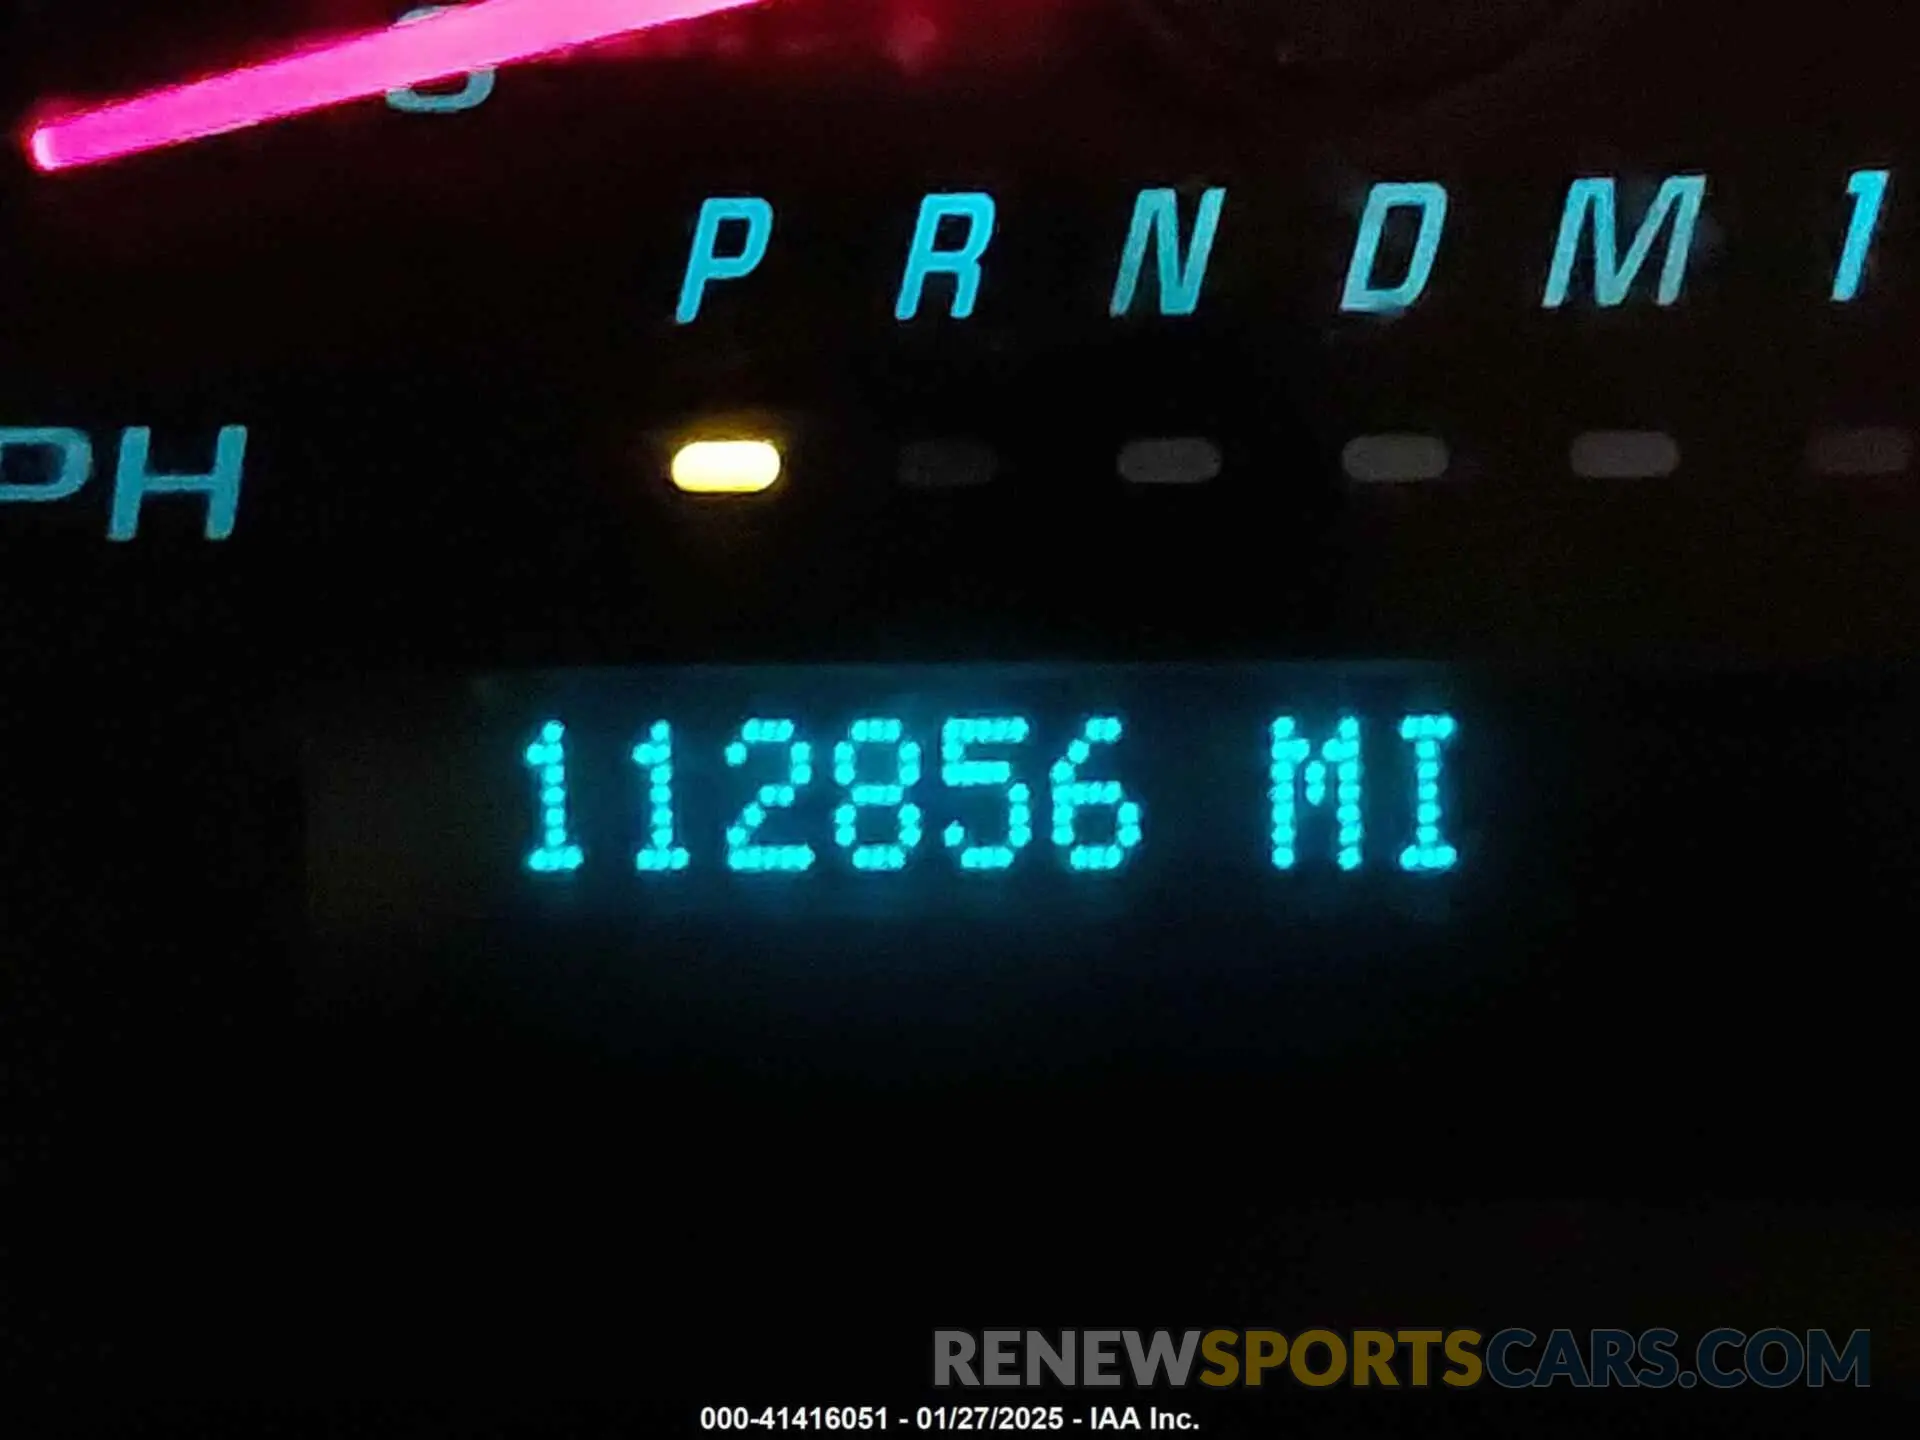 P R N D M 1
PH
112856 MI
RENEWSPORTSCARS.COM
000-41416051 - 01/27/2025 - IAA Inc.